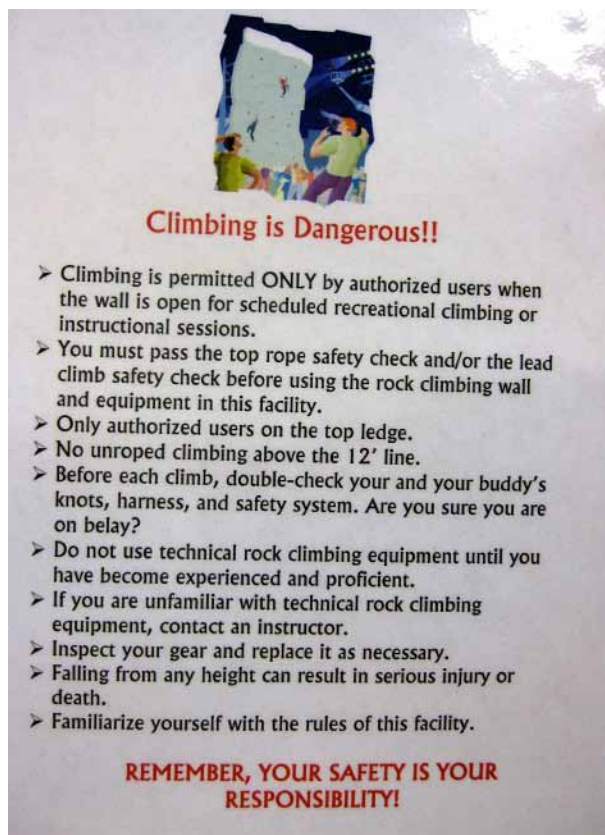 Climbing is Dangerous!!
➢ Climbing is permitted ONLY by authorized users when
the wall is open for scheduled recreational climbing or
instructional sessions.
➢ You must pass the top rope safety check and/or the lead
climb safety check before using the rock climbing wall
and equipment in this facility.
➢ Only authorized users on the top ledge.
➢ No unroped climbing above the 12' line.
➢ Before each climb, double-check your and your buddy's
knots, harness, and safety system. Are you sure you are
on belay?
➢ Do not use technical rock climbing equipment until you
have become experienced and proficient.
➢ If you are unfamiliar with technical rock climbing
equipment, contact an instructor.
➢ Inspect your gear and replace it as necessary.
➢ Falling from any height can result in serious injury or
death.
➢ Familiarize yourself with the rules of this facility.
REMEMBER, YOUR SAFETY IS YOUR
RESPONSIBILITY!